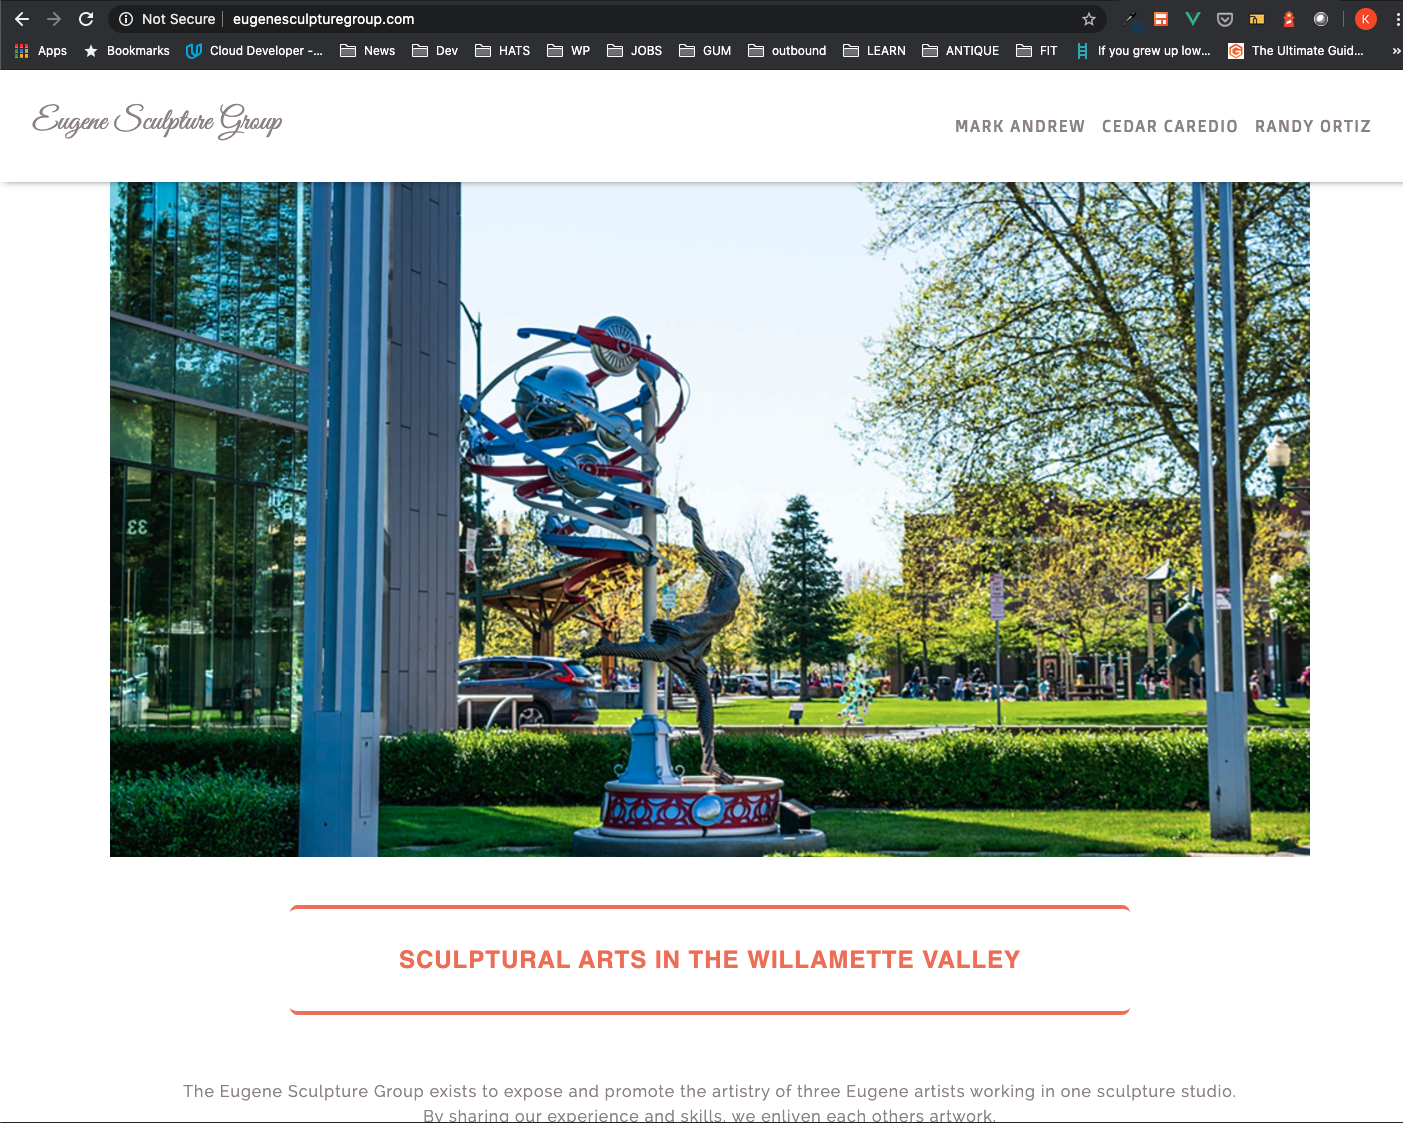 Not Secure eugenesculpturegroup.com K
Apps Bookmarks Cloud Developer -... News Dev HATS WP JOBS GUM outbound LEARN ANTIQUE FIT If you grew up low... The Ultimate Guid... »
Eugene Sculpture Group
MARK ANDREW CEDAR CAREDIO RANDY ORTIZ
33
SCULPTURAL ARTS IN THE WILLAMETTE VALLEY
The Eugene Sculpture Group exists to expose and promote the artistry of three Eugene artists working in one sculpture studio.
By sharing our experience and skills, we enliven each others artwork.